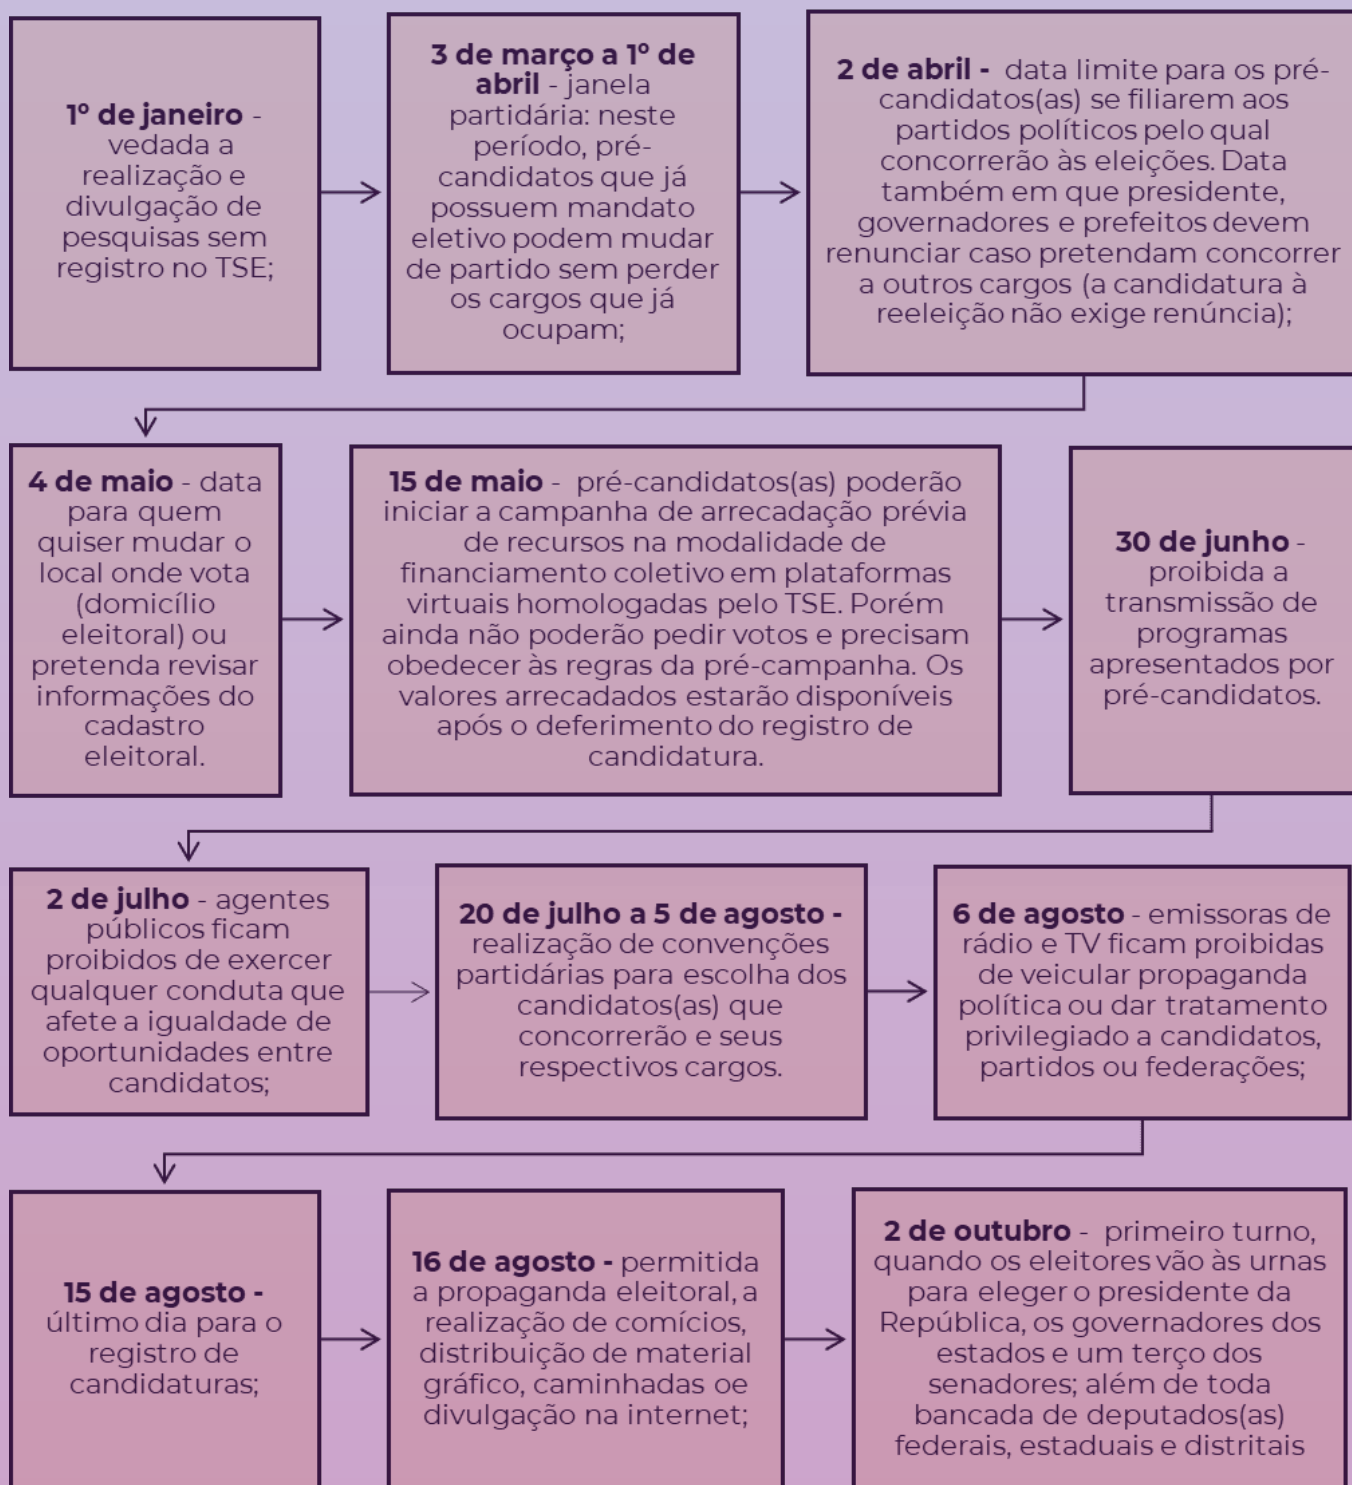 1º de janeiro -
vedada a
realização e
divulgação de
pesquisas sem
registro no TSE;
3 de março a 1º de
abril - janela
partidária: neste
período, pré-
candidatos que já
possuem mandato
eletivo podem mudar
de partido sem perder
os cargos que já
ocupam;
2 de abril - data limite para os pré-
candidatos(as) se filiarem aos
partidos políticos pelo qual
concorrerão às eleições. Data
também em que presidente,
governadores e prefeitos devem
renunciar caso pretendam concorrer
a outros cargos (a candidatura à
reeleição não exige renúncia);
4 de maio - data
para quem
quiser mudar o
local onde vota
(domicílio
eleitoral) ou
pretenda revisar
informações do
cadastro
eleitoral.
15 de maio - pré-candidatos(as) poderão
iniciar a campanha de arrecadação prévia
de recursos na modalidade de
financiamento coletivo em plataformas
virtuais homologadas pelo TSE. Porém
ainda não poderão pedir votos e precisam
obedecer às regras da pré-campanha. Os
valores arrecadados estarão disponíveis
após o deferimento do registro de
candidatura.
30 de junho -
proibida a
transmissão de
programas
apresentados por
pré-candidatos.
2 de julho - agentes
públicos ficam
proibidos de exercer
qualquer conduta que
afete a igualdade de
oportunidades entre
candidatos;
20 de julho a 5 de agosto -
realização de convenções
partidárias para escolha dos
candidatos(as) que
concorrerão e seus
respectivos cargos.
6 de agosto - emissoras de
rádio e TV ficam proibidas
de veicular propaganda
política ou dar tratamento
privilegiado a candidatos,
partidos ou federações;
15 de agosto -
último dia para o
registro de
candidaturas;
16 de agosto - permitida
a propaganda eleitoral, a
realização de comícios,
distribuição de material
gráfico, caminhadas oe
divulgação na internet;
2 de outubro - primeiro turno,
quando os eleitores vão às urnas
para eleger o presidente da
República, os governadores dos
estados e um terço dos
senadores; além de toda
bancada de deputados(as)
federais, estaduais e distritais